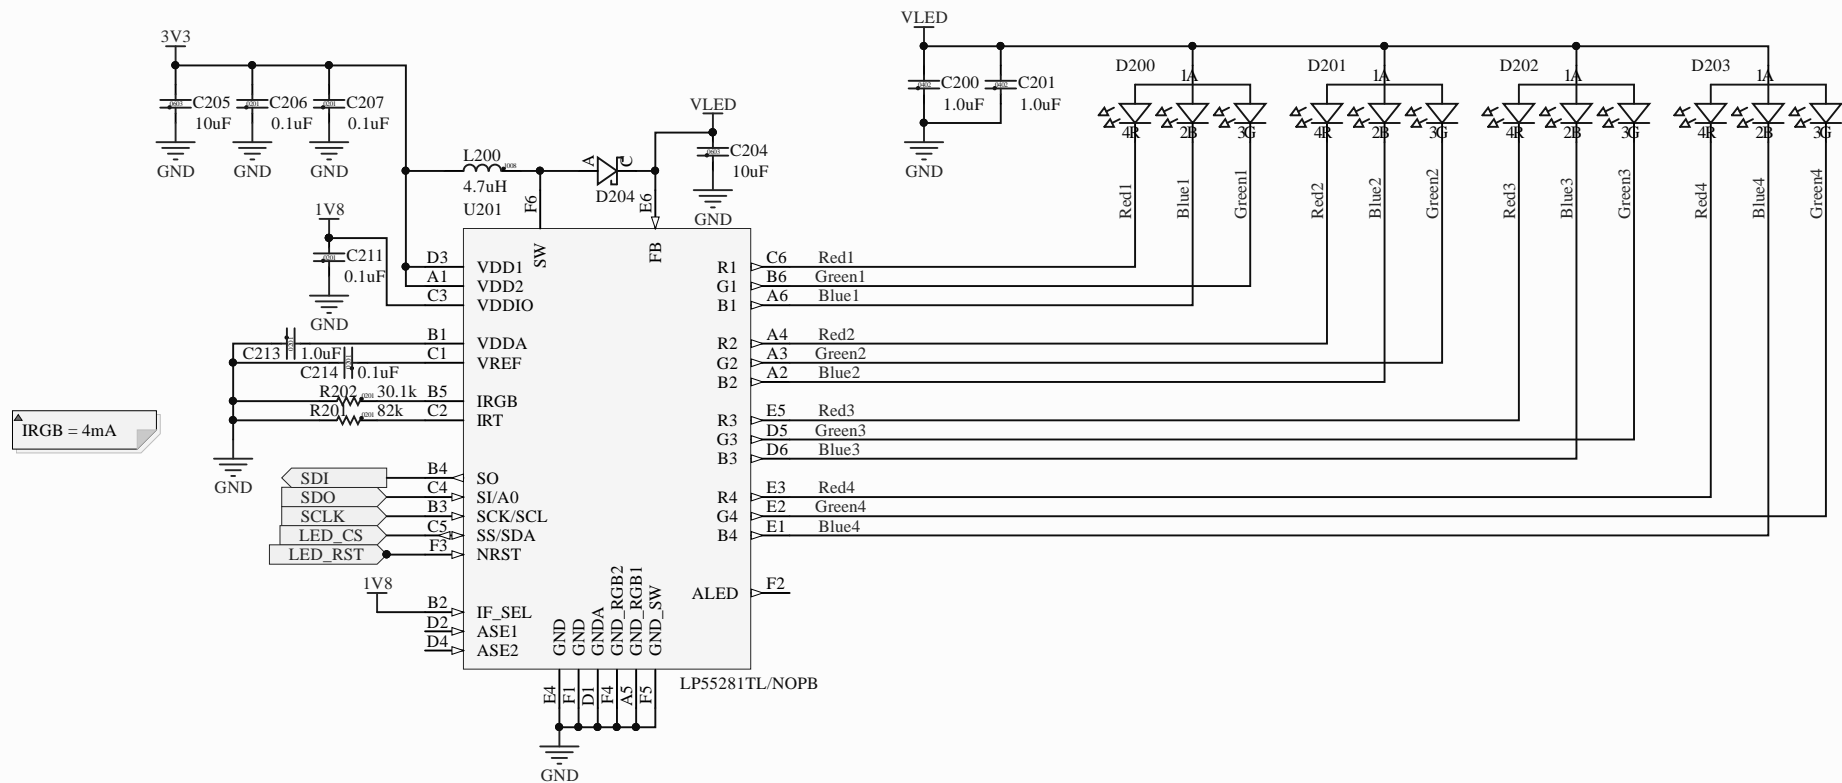 3V3
C205
10uF
GND
C206
0.1uF
GND
C207
0.1uF
GND
1V8
C211
0.1uF
GND
L200
4.7uH
U201
F6
A
C
D204
E6
VLED
C204
10uF
GND
VLED
C200
1.0uF
C201
1.0uF
GND
D200
1A
4R
2B
3G
Red1
Blue1
Green1
D201
1A
4R
2B
3G
Red2
Blue2
Green2
D202
1A
4R
2B
3G
Red3
Blue3
Green3
D203
1A
4R
2B
3G
Red4
Blue4
Green4
SW
FB
D3 VDD1
A1 VDD2
C3 VDDIO
C213 1.0uF B1 VDDA
C214 0.1uF C1 VREF
R202 30.1k B5 IRGB
R201 82k C2 IRT
GND
IRGB = 4mA
SDI B4 SO
SDO C4 SI/A0
SCLK B3 SCK/SCL
LED_CS C5 SS/SDA
LED_RST F3 NRST
1V8
B2 IF_SEL
D2 ASE1
D4 ASE2
R1 C6 Red1
G1 B6 Green1
B1 A6 Blue1
R2 A4 Red2
G2 A3 Green2
B2 A2 Blue2
R3 E5 Red3
G3 D5 Green3
B3 D6 Blue3
R4 E3 Red4
G4 E2 Green4
B4 E1 Blue4
ALED F2
GND
GND
GNDA
GND_RGB2
GND_RGB1
GND_SW
E4
F1
D1
F4
A5
F5
LP55281TL/NOPB
GND